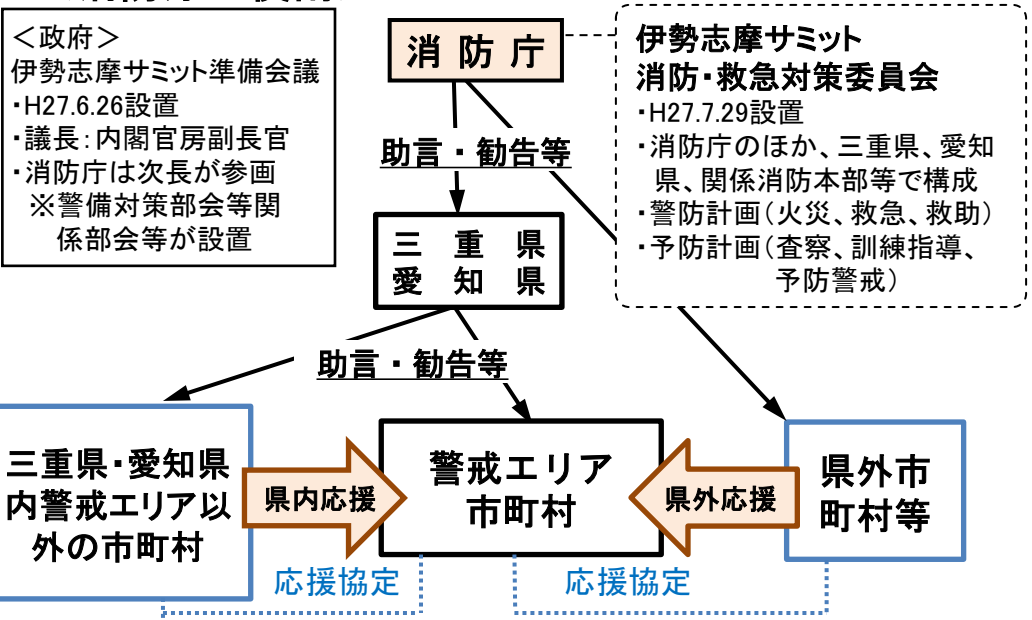 ＜政府＞
伊勢志摩サミット準備会議
・H27.6.26設置
・議長：内閣官房副長官
・消防庁は次長が参画
※警備対策部会等関
係部会等が設置
消防庁
伊勢志摩サミット
消防・救急対策委員会
・H27.7.29設置
・消防庁のほか、三重県、愛知
県、関係消防本部等で構成
・警防計画（火災、救急、救助）
・予防計画（査察、訓練指導、
予防警戒）
助言・勧告等
三重県
愛知県
助言・勧告等
三重県・愛知県
内警戒エリア以
外の市町村
県内応援
警戒エリア
市町村
県外応援
県外市
町村等
応援協定
応援協定